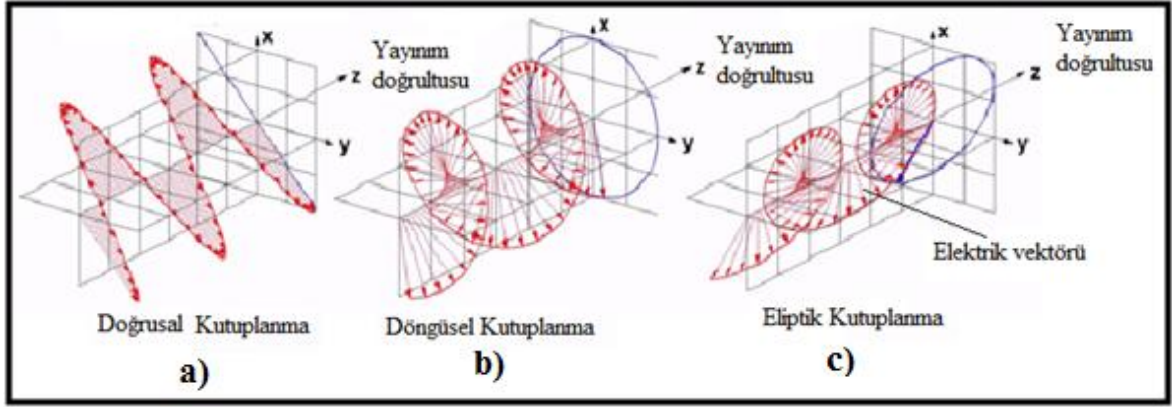 x
Yayınım
doğrultusu
z
y
Doğrusal Kutuplanma
a)
x
Yayınım
doğrultusu
z
y
Döngüsel Kutuplanma
b)
x
Yayınım
doğrultusu
z
y
Elektrik vektörü
Eliptik Kutuplanma
c)